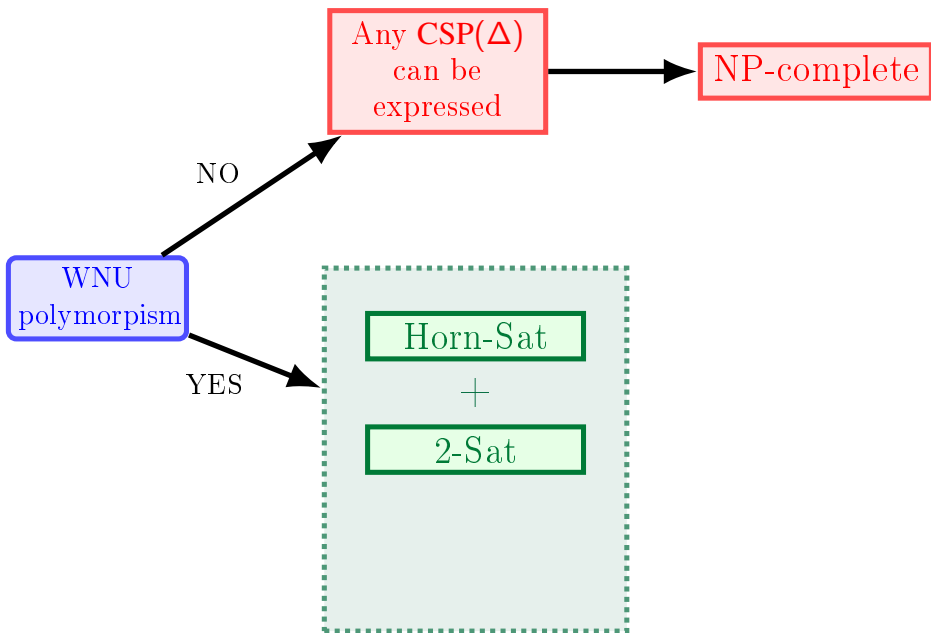 Any CSP(Δ)
can be
expressed
NP-complete
NO
WNU
polymorpism
YES
Horn-Sat
+
2-Sat